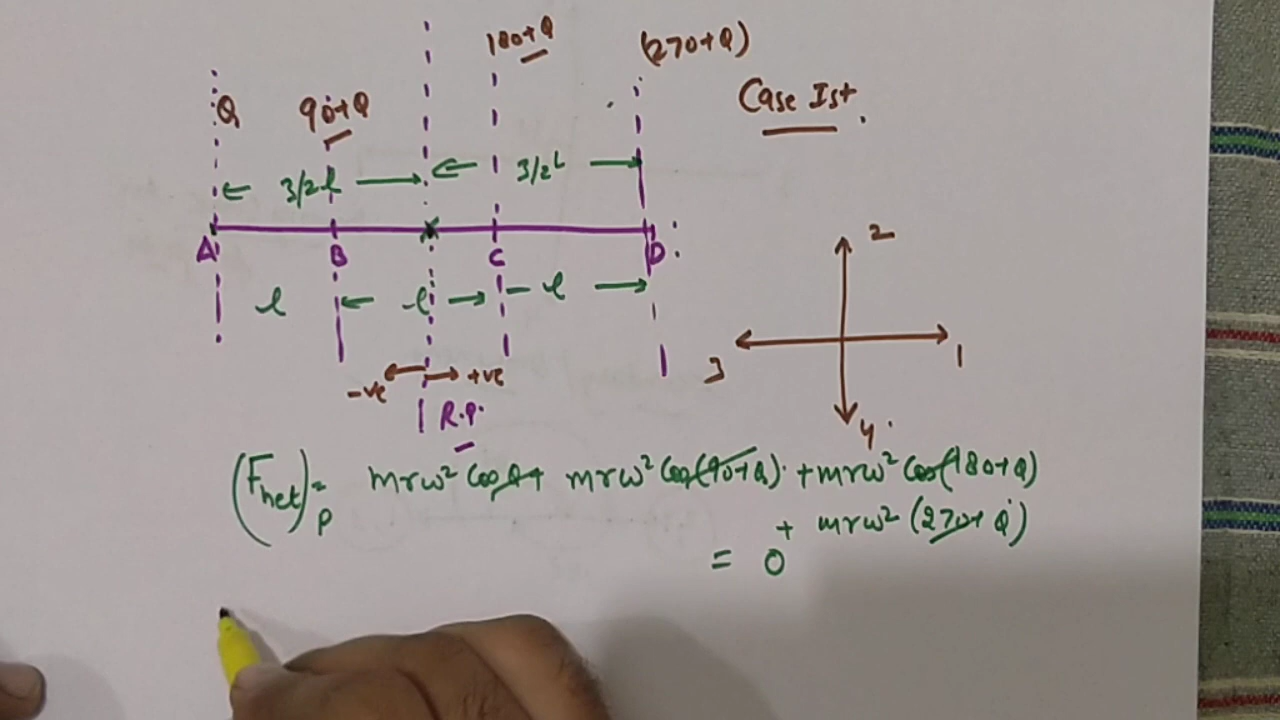 180+Q
(270+Q)
Q
90+Q
Case Ist.
3/2 l
3/2 L
2
A
B
C
D
l
l
l
3
1
-ve
+ve
R.P.
4
(Fnet)p = mrω² Cos Q + mrω² Cos(90+Q) + mrω² Cos(180+Q)
+ mrω² (270+Q)
= 0